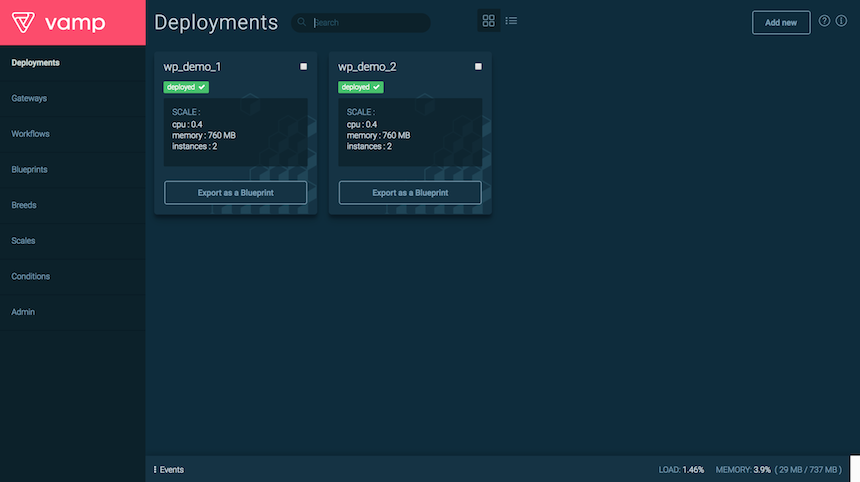 vamp
Deployments
Search
Add new
Deployments
Gateways
Workflows
Blueprints
Breeds
Scales
Conditions
Admin
wp_demo_1
deployed
SCALE :
cpu : 0.4
memory : 760 MB
instances : 2
Export as a Blueprint
wp_demo_2
deployed
SCALE :
cpu : 0.4
memory : 760 MB
instances : 2
Export as a Blueprint
Events
LOAD: 1.46% MEMORY: 3.9% ( 29 MB / 737 MB )